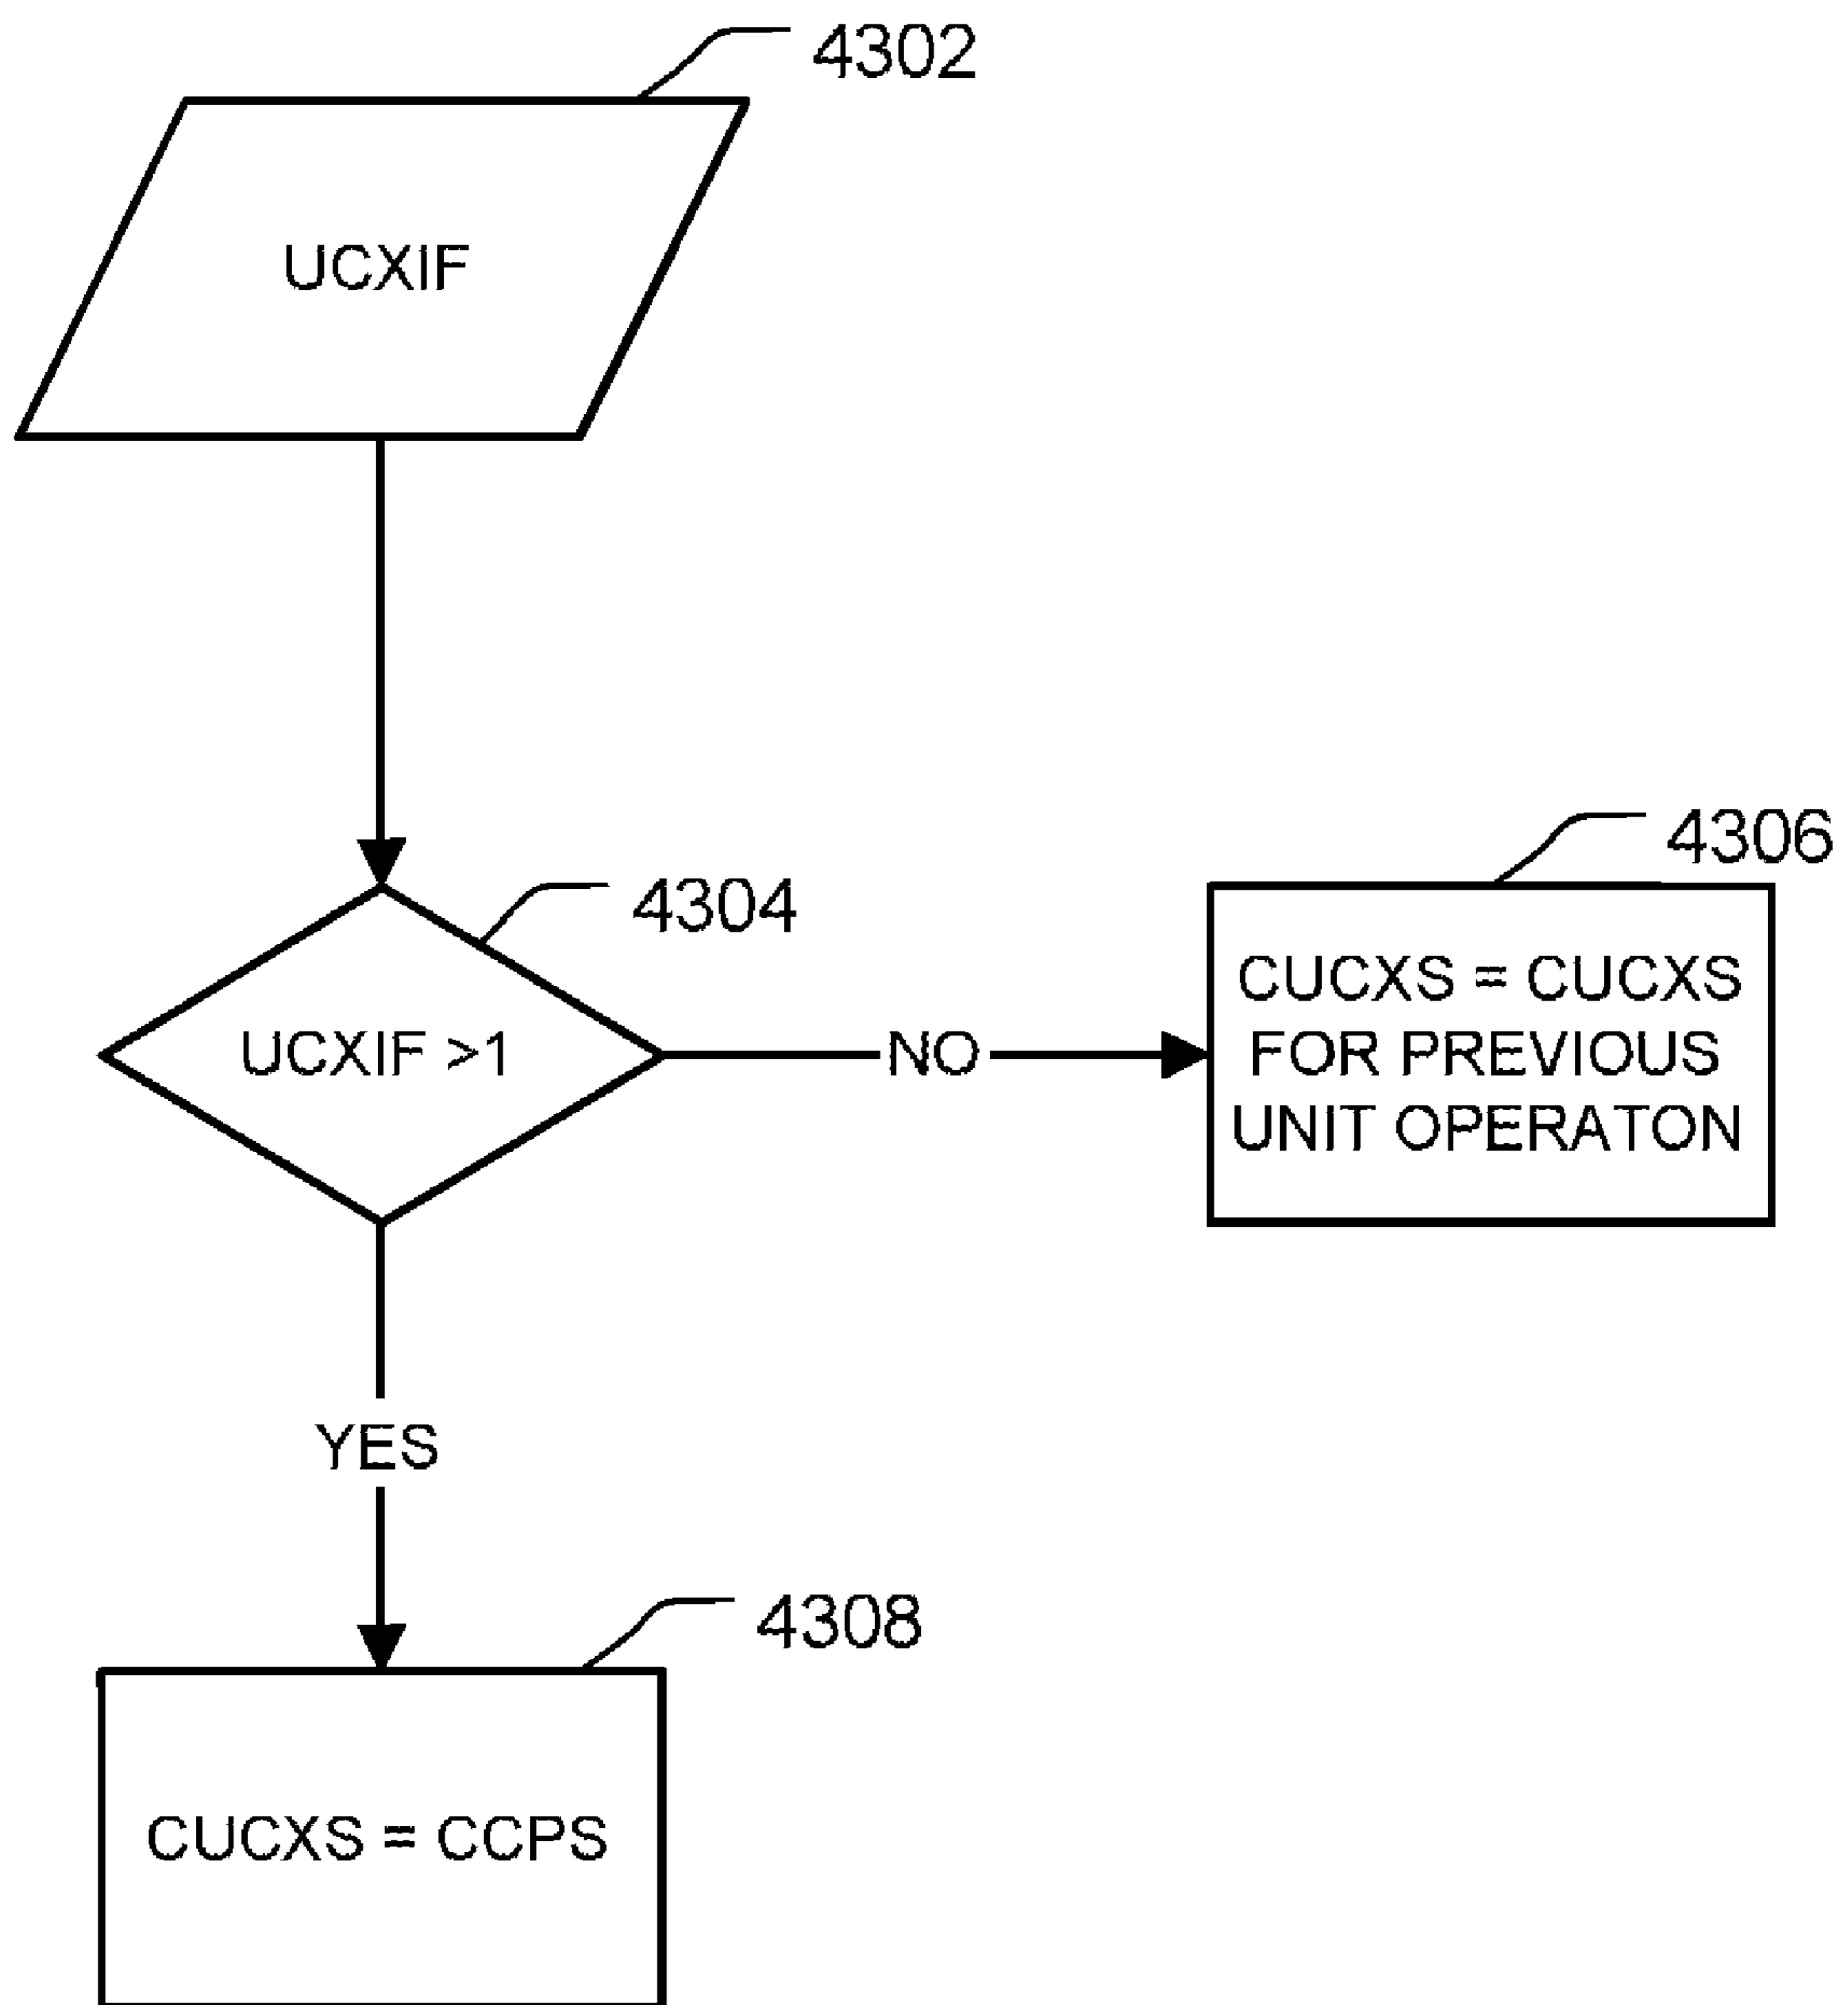 4302
UCXIF
4306
4304
CUCXS = CUCXS
FOR PREVIOUS
UNIT OPERATON
UCXIF >1
NO
YES
4308
CUCXS = CCPS